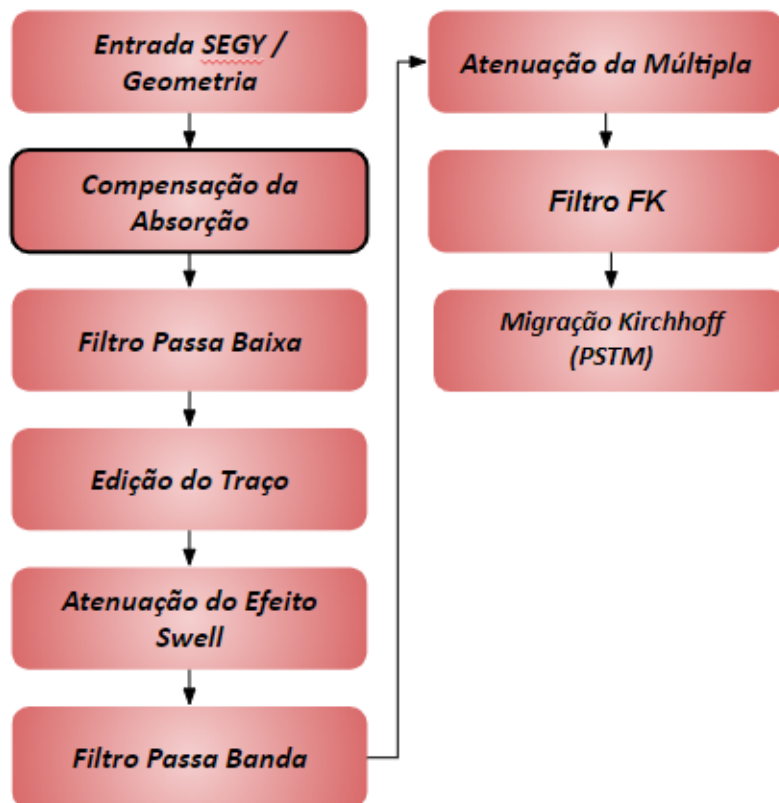 Entrada SEGY /
Geometria
Compensação da
Absorção
Filtro Passa Baixa
Edição do Traço
Atenuação do Efeito
Swell
Filtro Passa Banda
Atenuação da Múltipla
Filtro FK
Migração Kirchhoff
(PSTM)